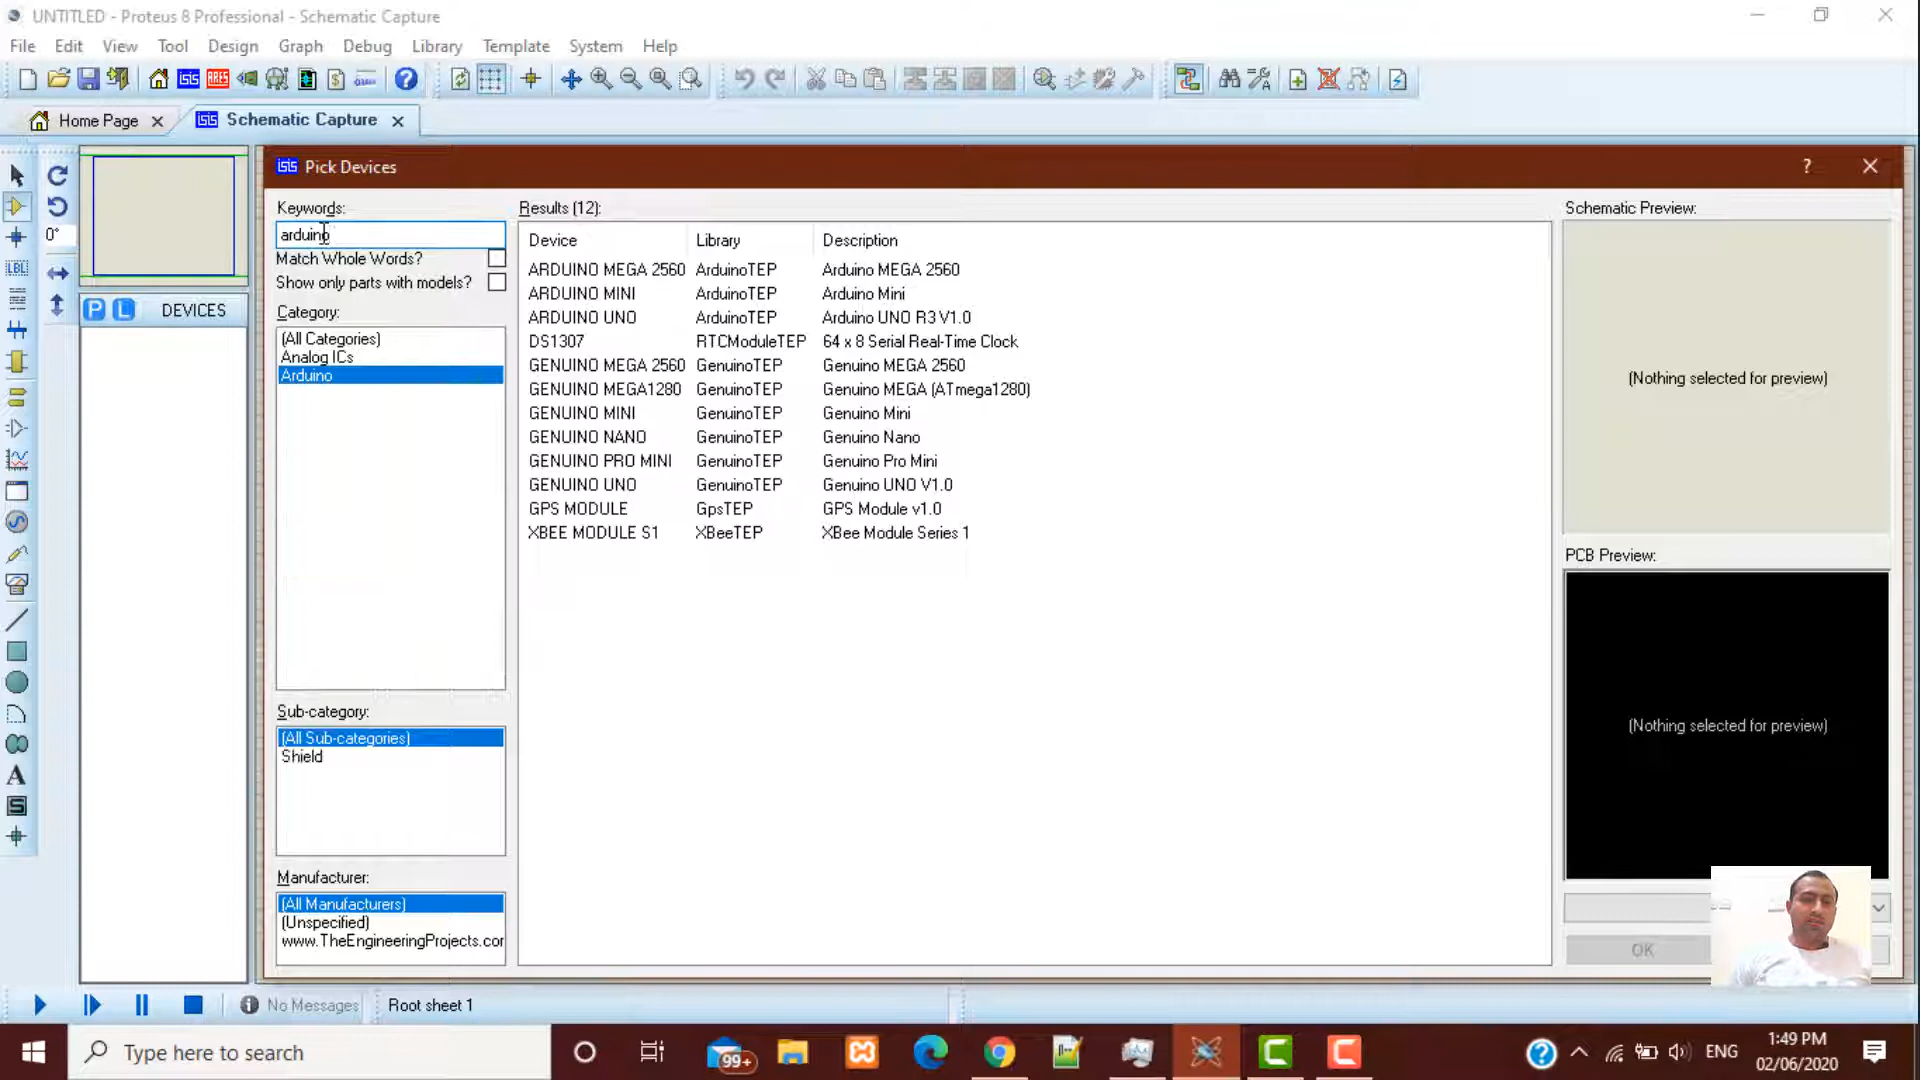 UNTITLED - Proteus 8 Professional - Schematic Capture
File Edit View Tool Design Graph Debug Library Template System Help
Home Page
Schematic Capture
Pick Devices
Keywords:
arduino
Match Whole Words?
Show only parts with models?
Category:
(All Categories)
Analog ICs
Arduino
Sub-category:
(All Sub-categories)
Shield
Manufacturer:
(All Manufacturers)
(Unspecified)
www.TheEngineeringProjects.cor
Results (12):
Device Library Description
ARDUINO MEGA 2560 ArduinoTEP Arduino MEGA 2560
ARDUINO MINI ArduinoTEP Arduino Mini
ARDUINO UNO ArduinoTEP Arduino UNO R3 V1.0
DS1307 RTCModuleTEP 64 x 8 Serial Real-Time Clock
GENUINO MEGA 2560 GenuinoTEP Genuino MEGA 2560
GENUINO MEGA1280 GenuinoTEP Genuino MEGA (ATmega1280)
GENUINO MINI GenuinoTEP Genuino Mini
GENUINO NANO GenuinoTEP Genuino Nano
GENUINO PRO MINI GenuinoTEP Genuino Pro Mini
GENUINO UNO GenuinoTEP Genuino UNO V1.0
GPS MODULE GpsTEP GPS Module v1.0
XBEE MODULE S1 XBeeTEP XBee Module Series 1
Schematic Preview:
(Nothing selected for preview)
PCB Preview:
(Nothing selected for preview)
OK
0°
LBL
P L DEVICES
A
S
No Messages
Root sheet 1
Type here to search
99+
ENG
1:49 PM
02/06/2020